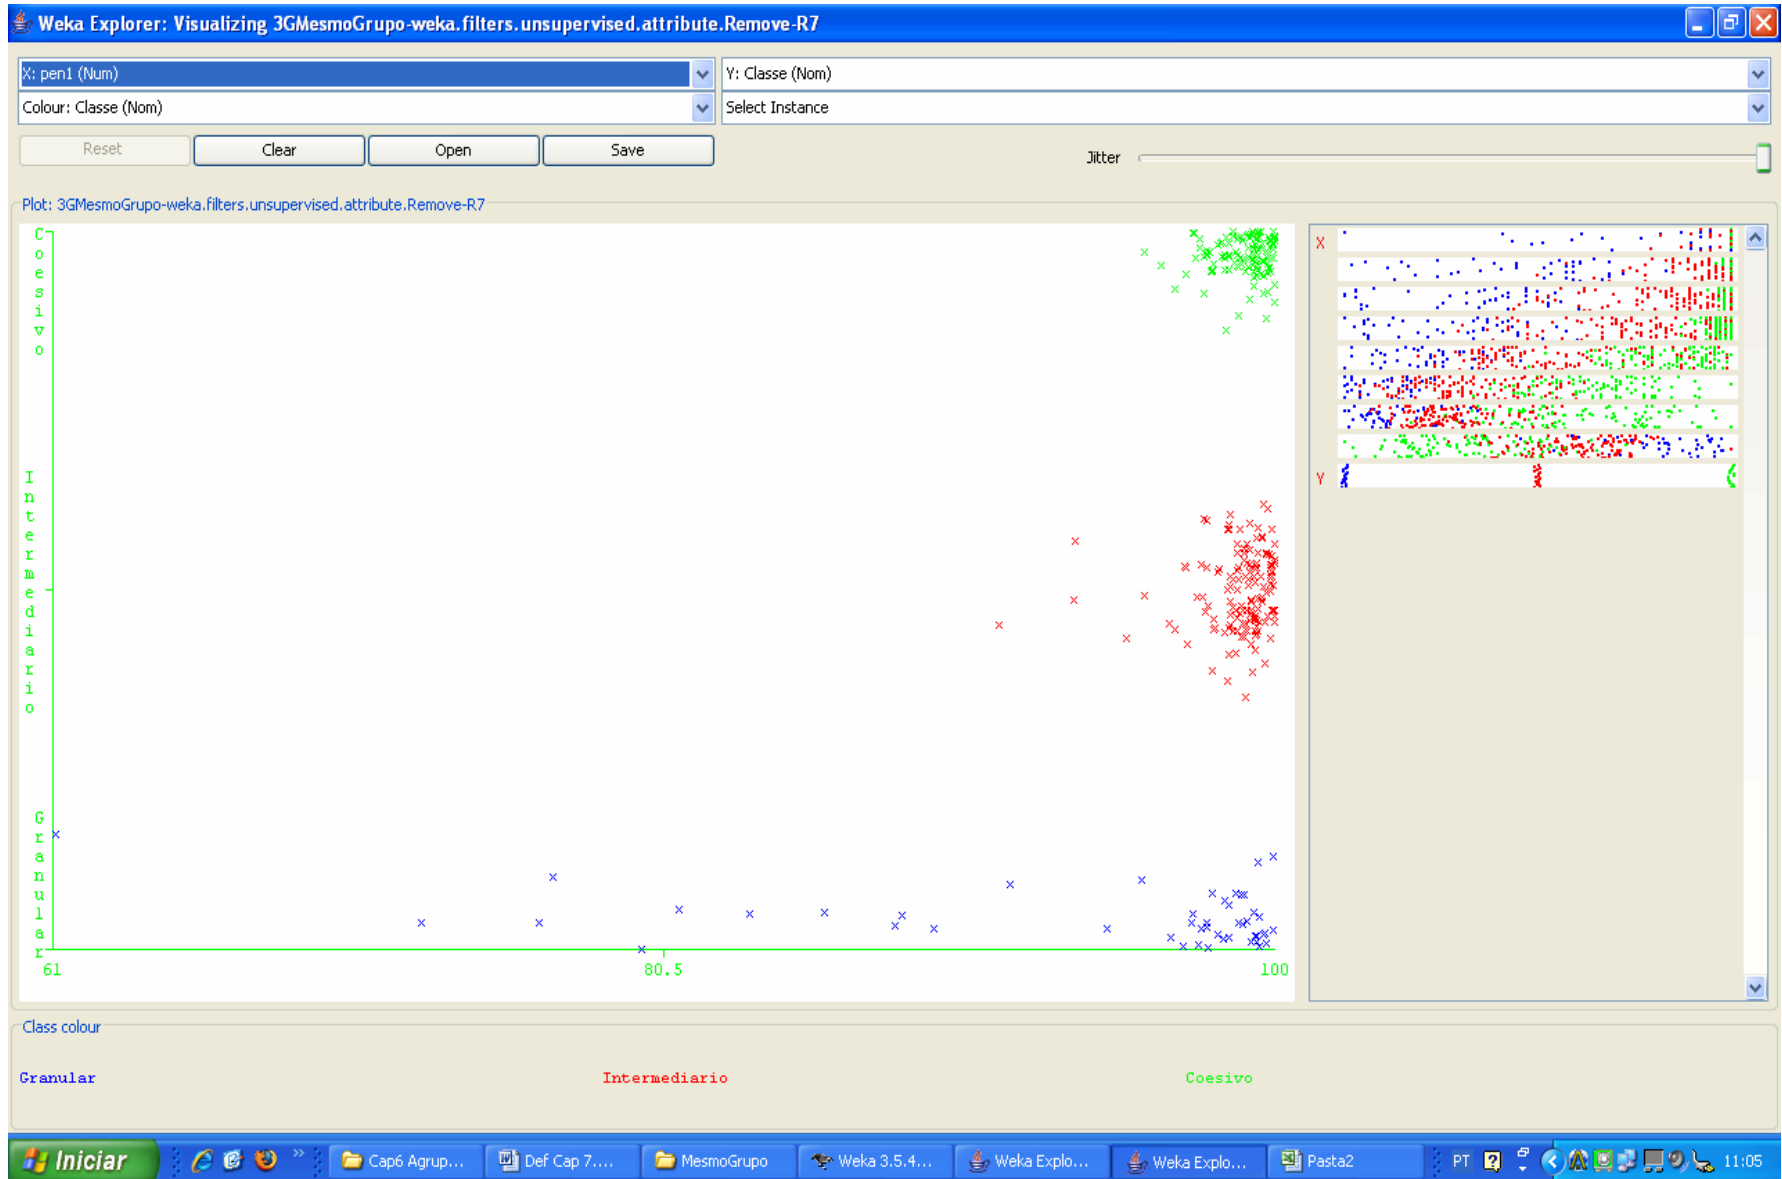 Weka Explorer: Visualizing 3GMesmoGrupo-weka.filters.unsupervised.attribute.Remove-R7
X: pen1 (Num)
Y: Classe (Nom)
Colour: Classe (Nom)
Select Instance
Reset
Clear
Open
Save
Jitter
Plot: 3GMesmoGrupo-weka.filters.unsupervised.attribute.Remove-R7
Coesivo
Intermediario
Granular
61
80.5
100
X
Y
Class colour
Granular
Intermediario
Coesivo
Iniciar
»
Cap6 Agrup...
Def Cap 7....
MesmoGrupo
Weka 3.5.4...
Weka Explo...
Weka Explo...
Pasta2
PT
11:05